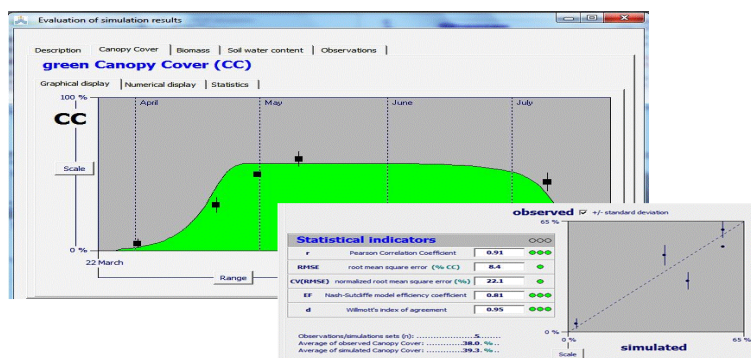 Evaluation of simulation results
Description Canopy Cover Biomass Soil water content Observations
green Canopy Cover (CC)
Graphical display Numerical display Statistics
100 %
April May June July
CC
Scale
0 %
22 March
Range
observed +/- standard deviation
65 %
Statistical indicators
r Pearson Correlation Coefficient 0.91
RMSE root mean square error (% CC) 8.4
CV(RMSE) normalized root mean square error (%) 22.1
EF Nash-Sutcliffe model efficiency coefficient 0.81
d Willmott's index of agreement 0.95
Observations/simulations sets (n): ....................5......
Average of observed Canopy Cover: ...............38.0. %..
Average of simulated Canopy Cover: .............39.3. %..
0 %
0 % simulated 65 %
Scale